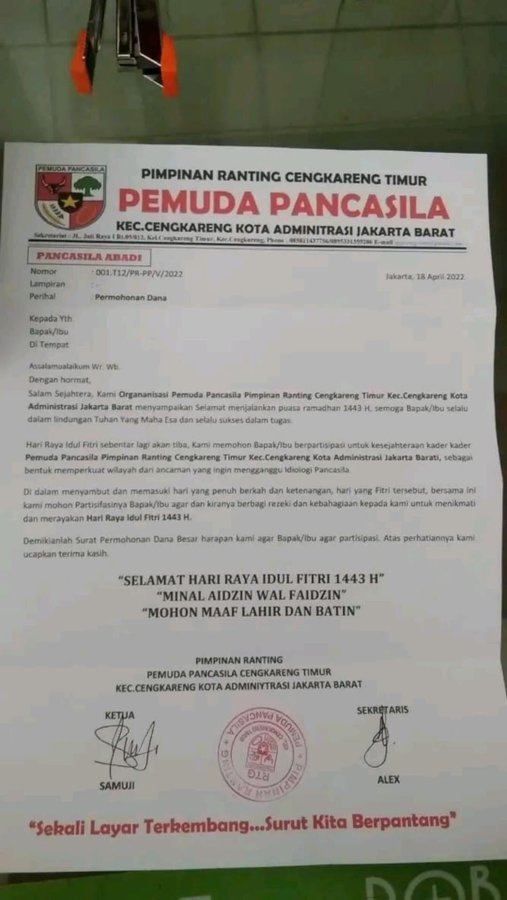 PEMUDA PANCASILA
PIMPINAN RANTING CENGKARENG TIMUR
PEMUDA PANCASILA
KEC.CENGKARENG KOTA ADMINITRASI JAKARTA BARAT
Sekretariat : JL. Jati Raya I Rt.05/012, Kel.Cengkareng Timur, Kec.Cengkareng, Phone : E-mail
PANCASILA ABADI
Nomor : 001.T12/PR-PP/V/2022
Jakarta, 18 April 2022
Lampiran : -
Perihal : Permohonan Dana
Kepada Yth.
Bapak/Ibu
Di Tempat
Assalamualaikum Wr. Wb.
Dengan hormat,
Salam Sejahtera, Kami Organanisasi Pemuda Pancasila Pimpinan Ranting Cengkareng Timur Kec.Cengkareng Kota
Administrasi Jakarta Barat menyampaikan Selamat menjalankan puasa ramadhan 1443 H, semoga Bapak/Ibu selalu
dalam lindungan Tuhan Yang Maha Esa dan selalu sukses dalam tugas.
Hari Raya Idul Fitri sebentar lagi akan tiba, Kami memohon Bapak/Ibu berpartisipasi untuk kesejahteraan kader kader
Pemuda Pancasila Pimpinan Ranting Cengkareng Timur Kec.Cengkareng Kota Administrasi Jakarta Barati, sebagai
bentuk memperkuat wilayah dari ancaman yang ingin mengganggu Idiologi Pancasila
Di dalam menyambut dan memasuki hari yang penuh berkah dan ketenangan, hari yang Fitri tersebut, bersama ini
kami mohon Partisifasinya Bapak/Ibu agar dan kiranya berbagi rezeki dan kebahagiaan kepada kami untuk menikmati
dan merayakan Hari Raya Idul Fitri 1443 H.
Demikianlah Surat Permohonan Dana Besar harapan kami agar Bapak/Ibu agar partisipasi. Atas perhatiannya kami
ucapkan terima kasih.
"SELAMAT HARI RAYA IDUL FITRI 1443 H"
"MINAL AIDZIN WAL FAIDZIN"
"MOHON MAAF LAHIR DAN BATIN"
PIMPINAN RANTING
PEMUDA PANCASILA CENGKARENG TIMUR
KEC.CENGKARENG KOTA ADMINIYTRASI JAKARTA BARAT
KETUA
SEKRETARIS
PEMUDA PANCASILA
KEL CENGKARENG TIMUR
RTG
PIMPINAN RANTING
SAMUJI
ALEX
"Sekali Layar Terkembang...Surut Kita Berpantang"